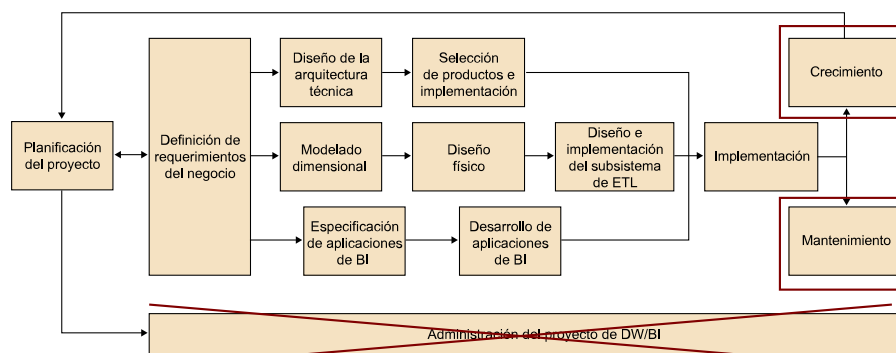 Diseño de la
arquitectura
técnica
Selección
de productos e
implementación
Crecimiento
Planificación
del proyecto
Definición de
requerimientos
del negocio
Modelado
dimensional
Diseño
físico
Diseño e
implementación
del subsistema
de ETL
Implementación
Especificación
de aplicaciones
de BI
Desarrollo de
aplicaciones
de BI
Mantenimiento
Administración del proyecto de DW/BI